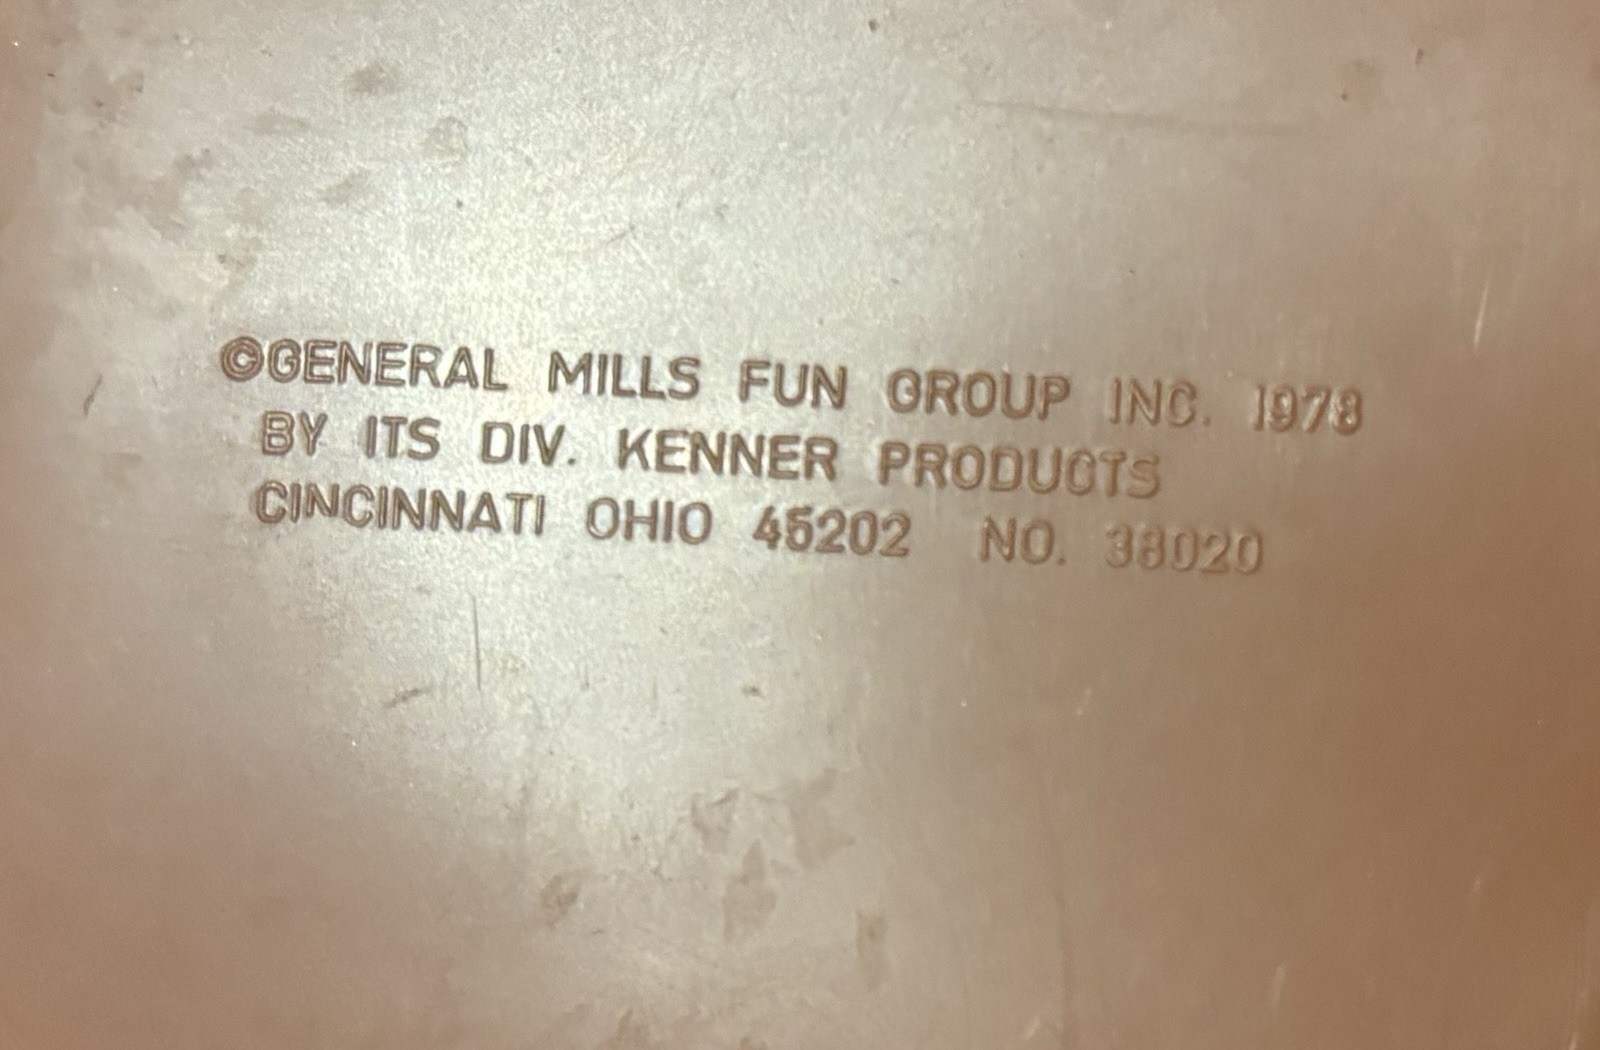 ©GENERAL MILLS FUN GROUP INC. 1978
BY ITS DIV. KENNER PRODUCTS
CINCINNATI OHIO 45202 NO. 38020